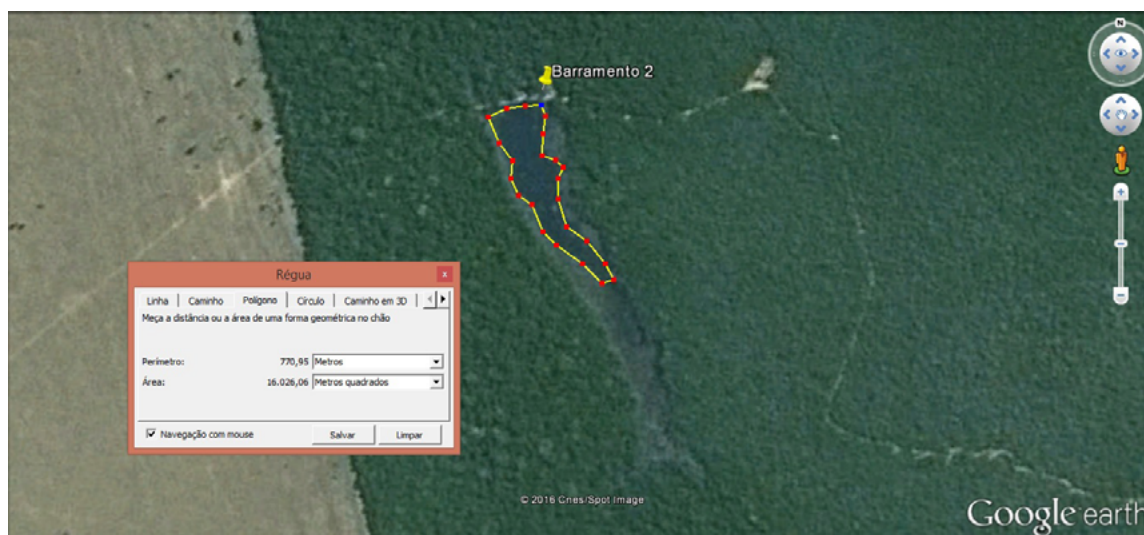 N
Barramento 2
Régua
x
Linha Caminho Polígono Círculo Caminho em 3D
Meça a distância ou a área de uma forma geométrica no chão
Perímetro: 770,95 Metros
Área: 16.026,06 Metros quadrados
Navegação com mouse Salvar Limpar
© 2016 Cnes/Spot Image
Google earth